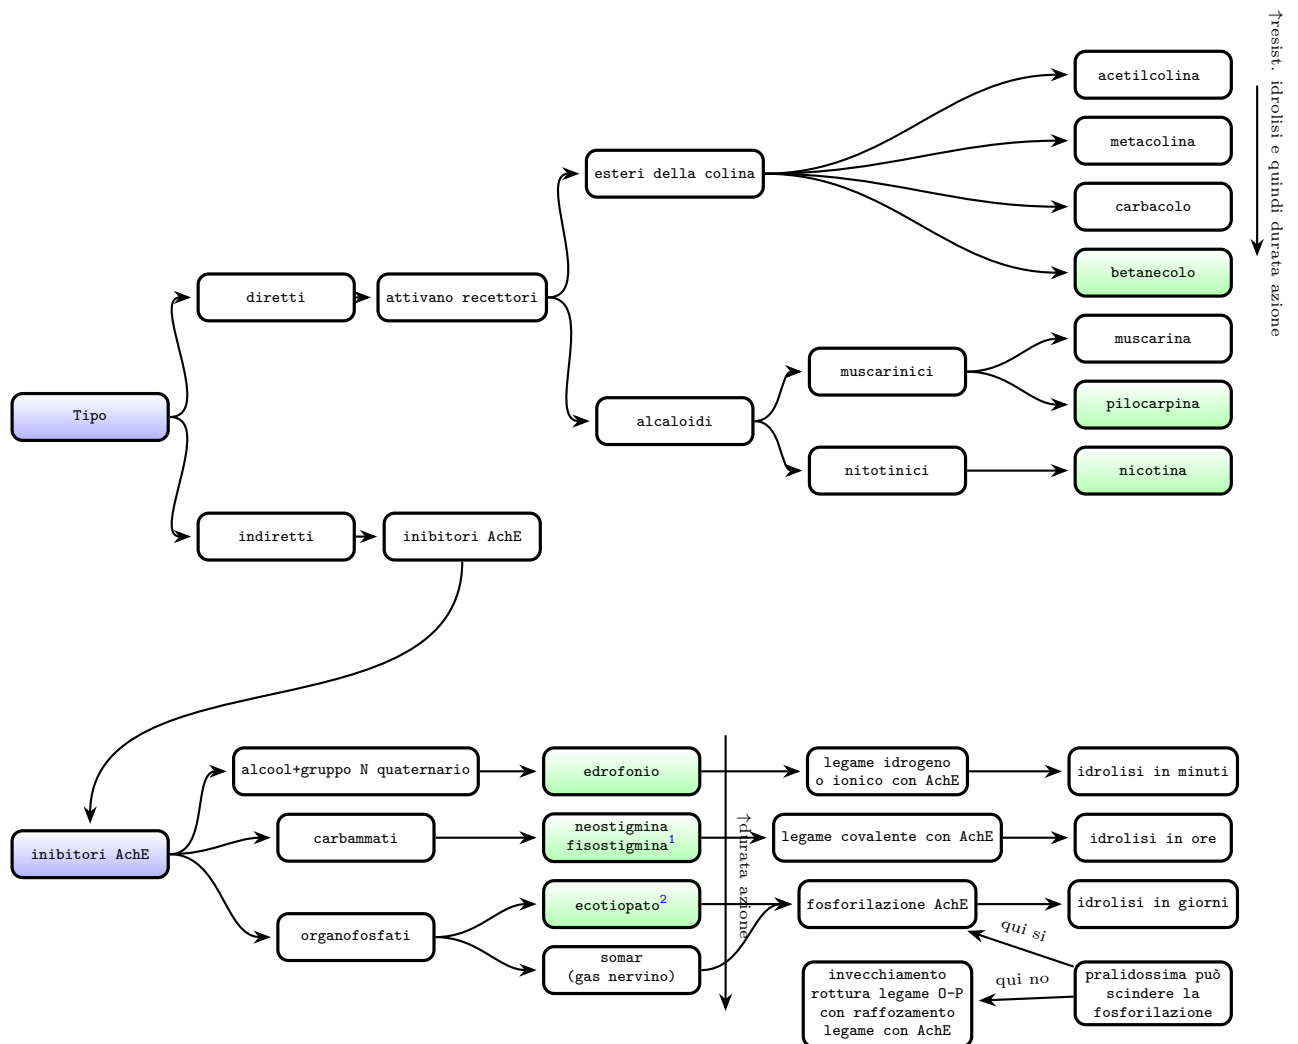 ↑resist. idrolisi e quindi durata azione
acetilcolina
metacolina
esteri della colina
carbacolo
betanecolo
diretti
attivano recettori
muscarina
muscarinici
pilocarpina
Tipo
alcaloidi
nitotinici
nicotina
indiretti
inibitori AchE
alcool+gruppo N quaternario
edrofonio
legame idrogeno
o ionico con AchE
idrolisi in minuti
inibitori AchE
carbammati
neostigmina
fisostigmina1
↑durata azione
legame covalente con AchE
idrolisi in ore
organofosfati
ecotiopato2
fosforilazione AchE
idrolisi in giorni
somar
(gas nervino)
qui si
qui no
invecchiamento
rottura legame O-P
con raffozamento
legame con AchE
pralidossima può
scindere la
fosforilazione